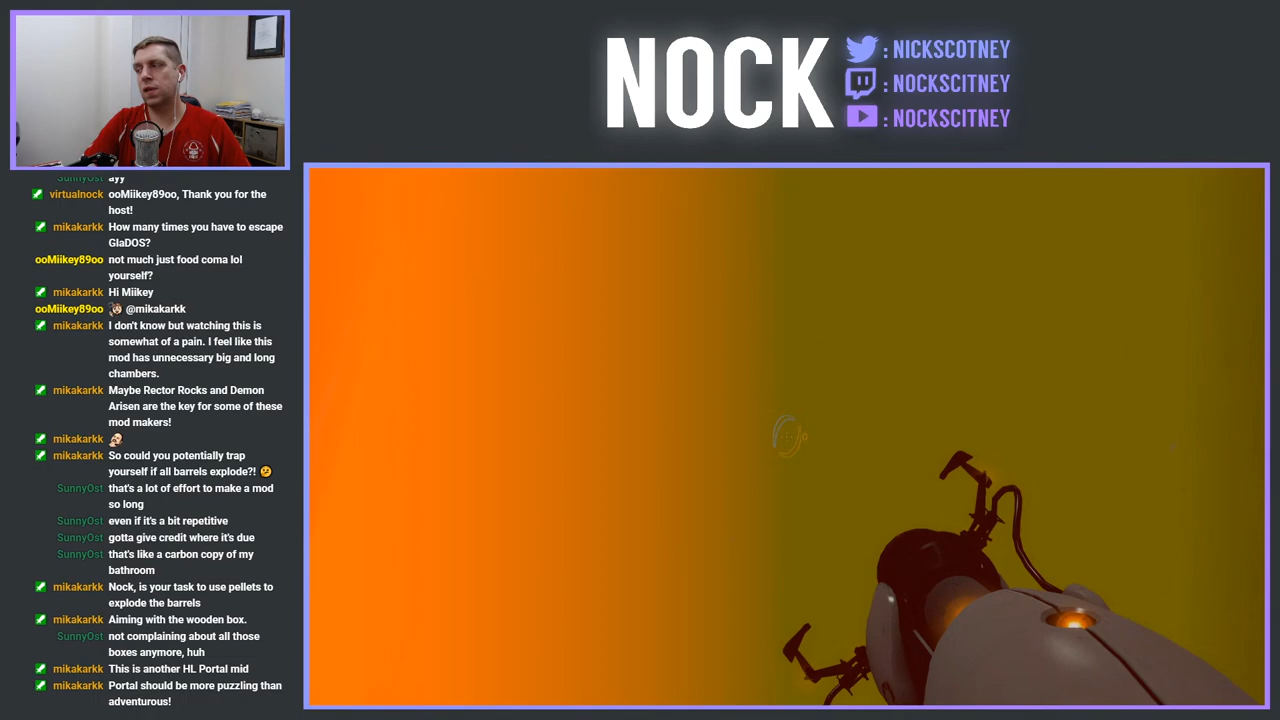 NOCK
: NICKSCOTNEY
: NOCKSCITNEY
: NOCKSCITNEY
SunnyOst ayy
virtualnock ooMiikey89oo, Thank you for the
host!
mikakarkk How many times you have to escape
GlaDOS?
ooMiikey89oo not much just food coma lol
yourself?
mikakarkk Hi Miikey
ooMiikey89oo @mikakarkk
mikakarkk I don't know but watching this is
somewhat of a pain. I feel like this
mod has unnecessary big and long
chambers.
mikakarkk Maybe Rector Rocks and Demon
Arisen are the key for some of these
mod makers!
mikakarkk
mikakarkk So could you potentially trap
yourself if all barrels explode?!
SunnyOst that's a lot of effort to make a mod
so long
SunnyOst even if it's a bit repetitive
SunnyOst gotta give credit where it's due
SunnyOst that's like a carbon copy of my
bathroom
mikakarkk Nock, is your task to use pellets to
explode the barrels
mikakarkk Aiming with the wooden box.
SunnyOst not complaining about all those
boxes anymore, huh
mikakarkk This is another HL Portal mid
mikakarkk Portal should be more puzzling than
adventurous!